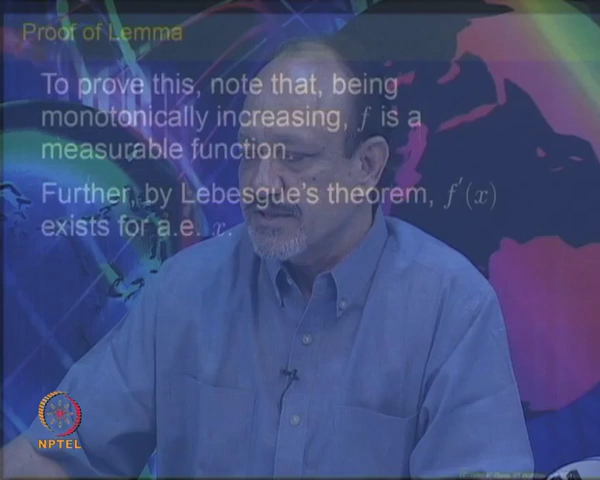 Proof of Lemma
To prove this, note that, being
monotonically increasing, f is a
measurable function.
Further, by Lebesgue's theorem, f′(x)
exists for a.e. x.
NPTEL